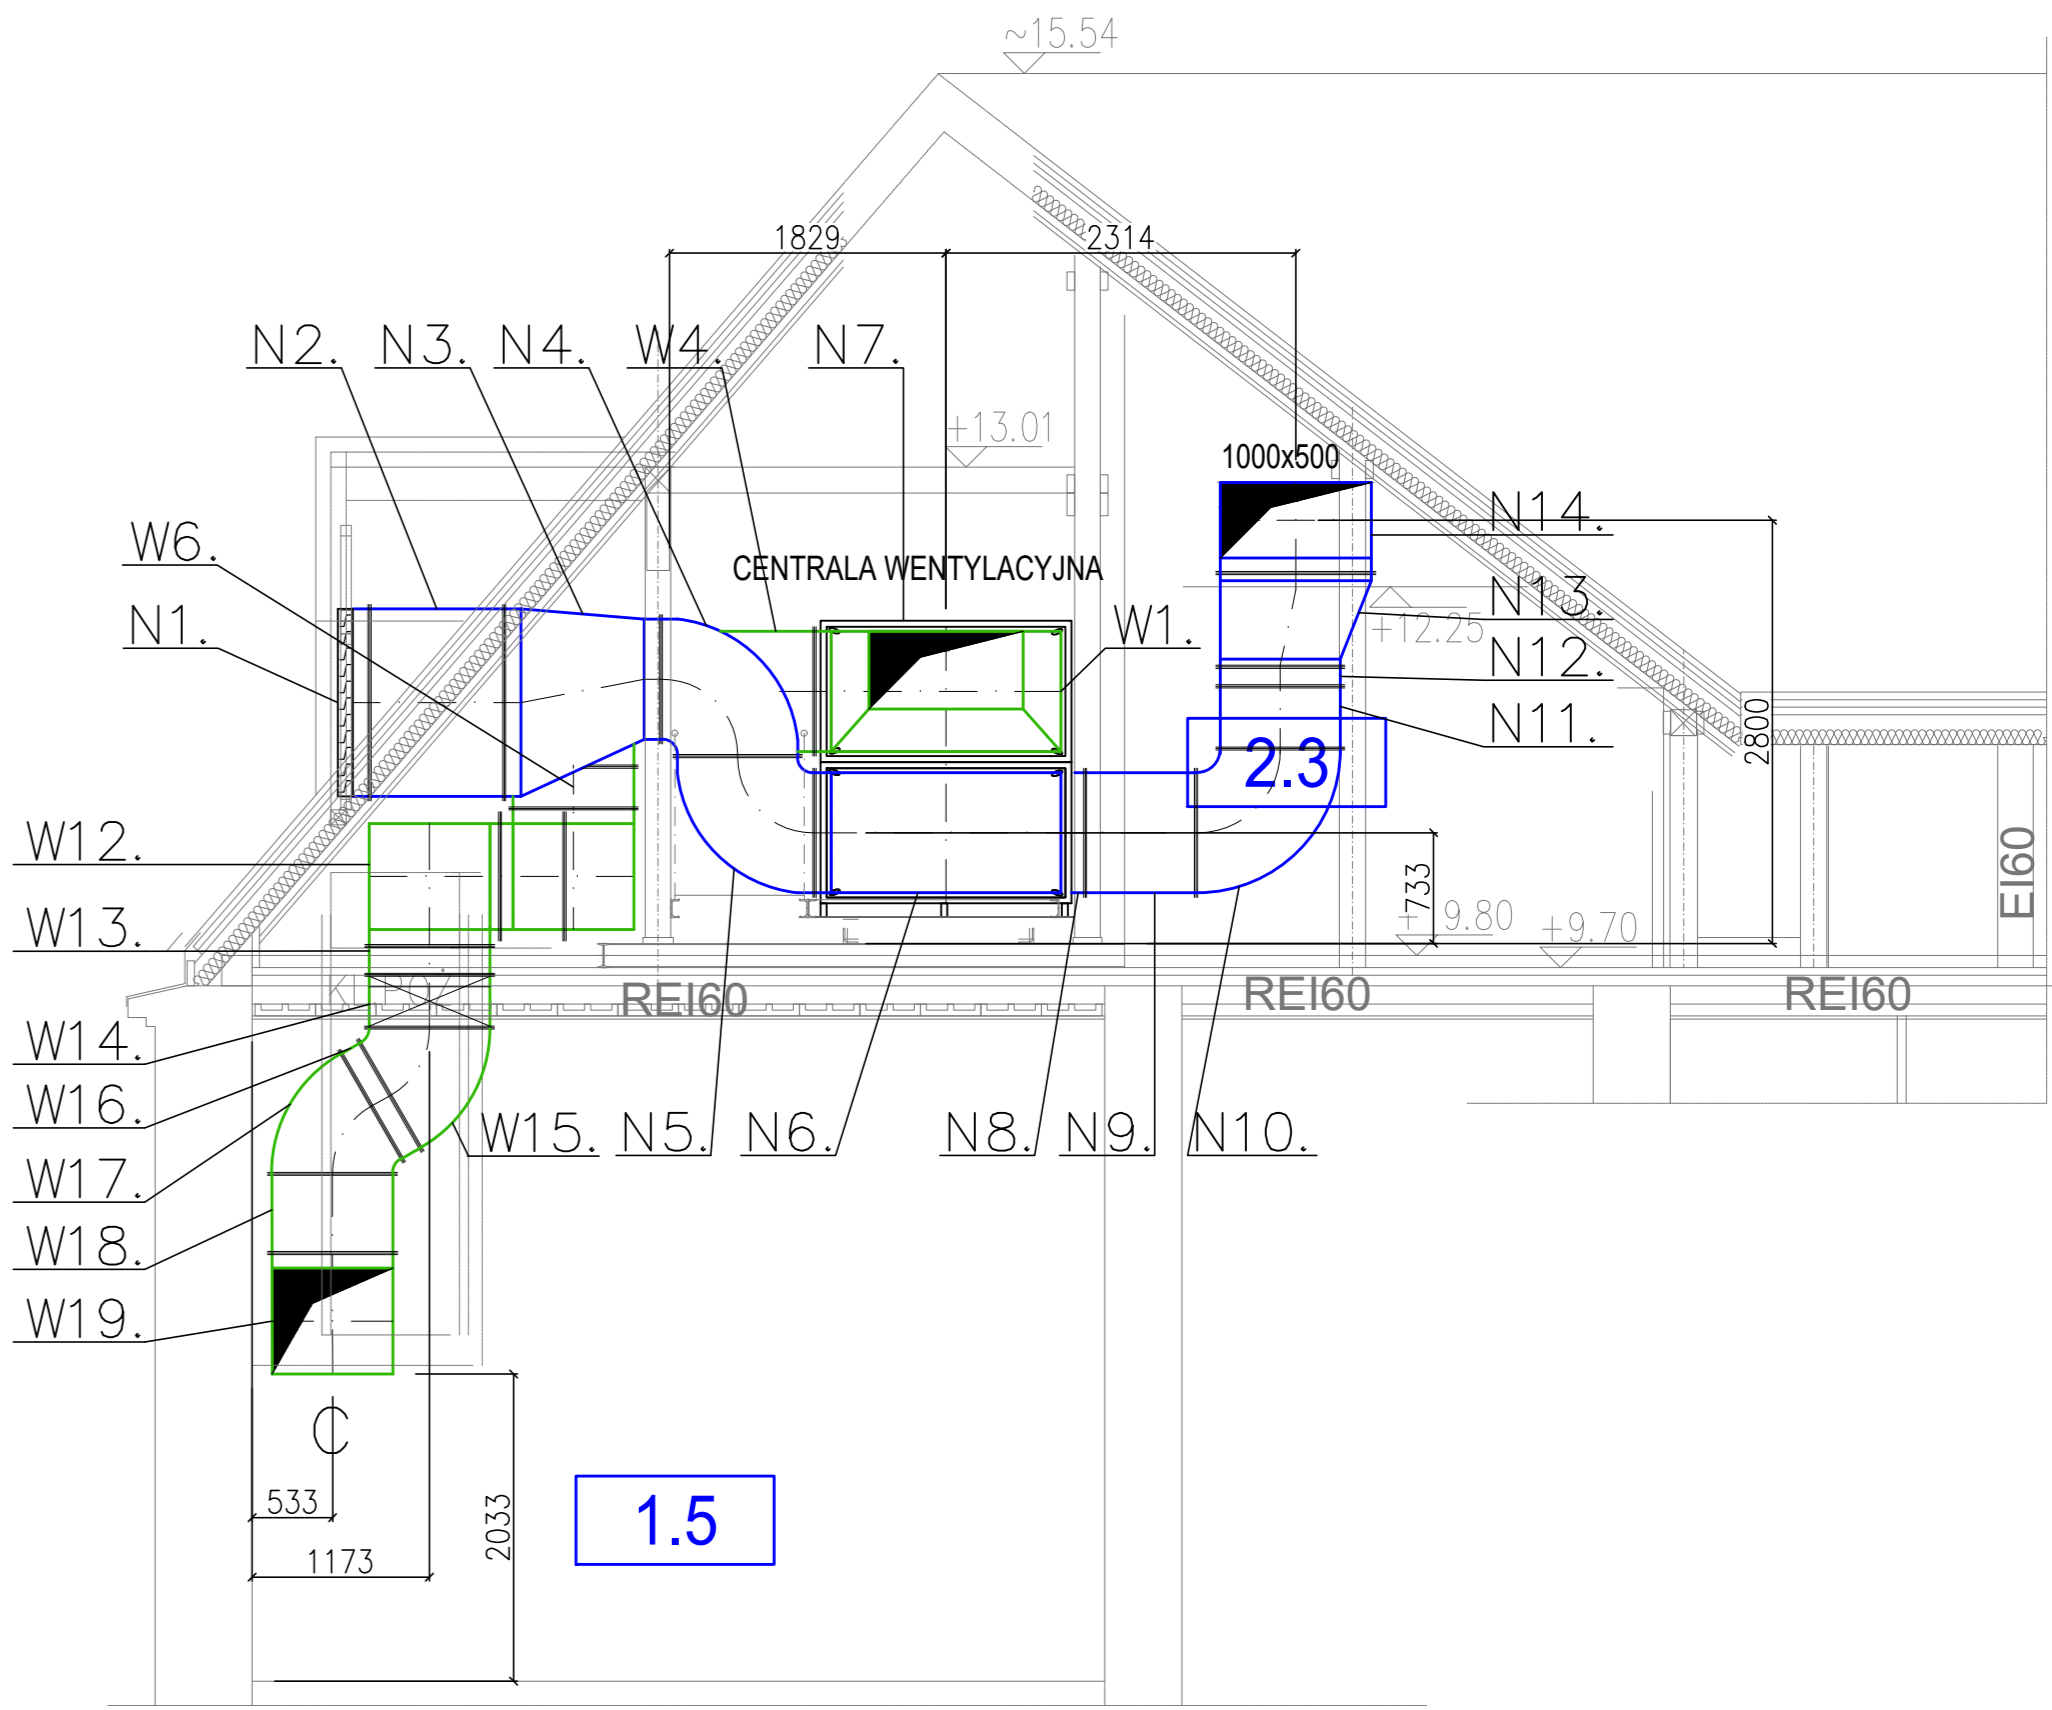 ~15.54
1829
2314
N2.
N3.
N4.
W4.
N7.
+13.01
1000x500
N14.
W6.
CENTRALA WENTYLACYJNA
N1.
W1.
N13.
+12.25
N12.
N11.
2.3
2800
W12.
733
EI60
W13.
9.80
+9.70
REI60
REI60
REI60
W14.
W16.
W15.
N5.
N6.
N8.
N9.
N10.
W17.
W18.
W19.
C
533
2033
1.5
1173